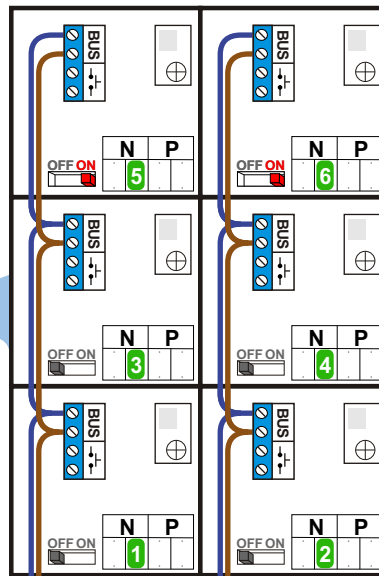 BUS BUS
N P N P
OFF ON 5 OFF ON 6
BUS BUS
N P N P
OFF ON 3 OFF ON 4
BUS BUS
N P N P
OFF ON 1 OFF ON 2